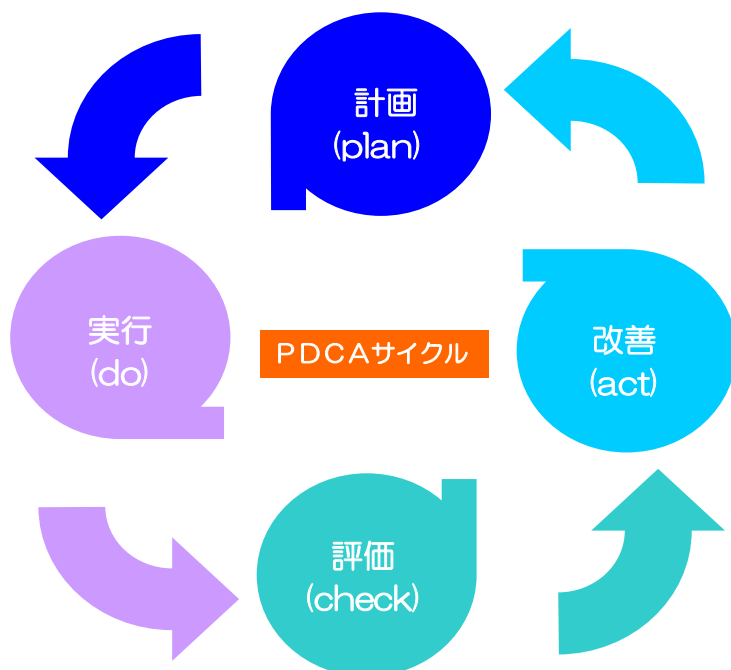 計画
(plan)
実行
(do)
PDCAサイクル
改善
(act)
評価
(check)